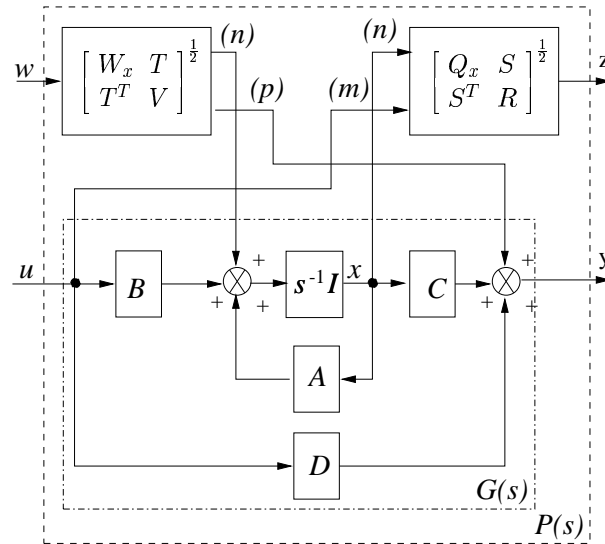 (n) (n)
w [ W_x T ; T^T V ]^{1/2} (p) (m) [ Q_x S ; S^T R ]^{1/2} z
u B + + + s^{-1}I x C + + + y
A
D
G(s)
P(s)